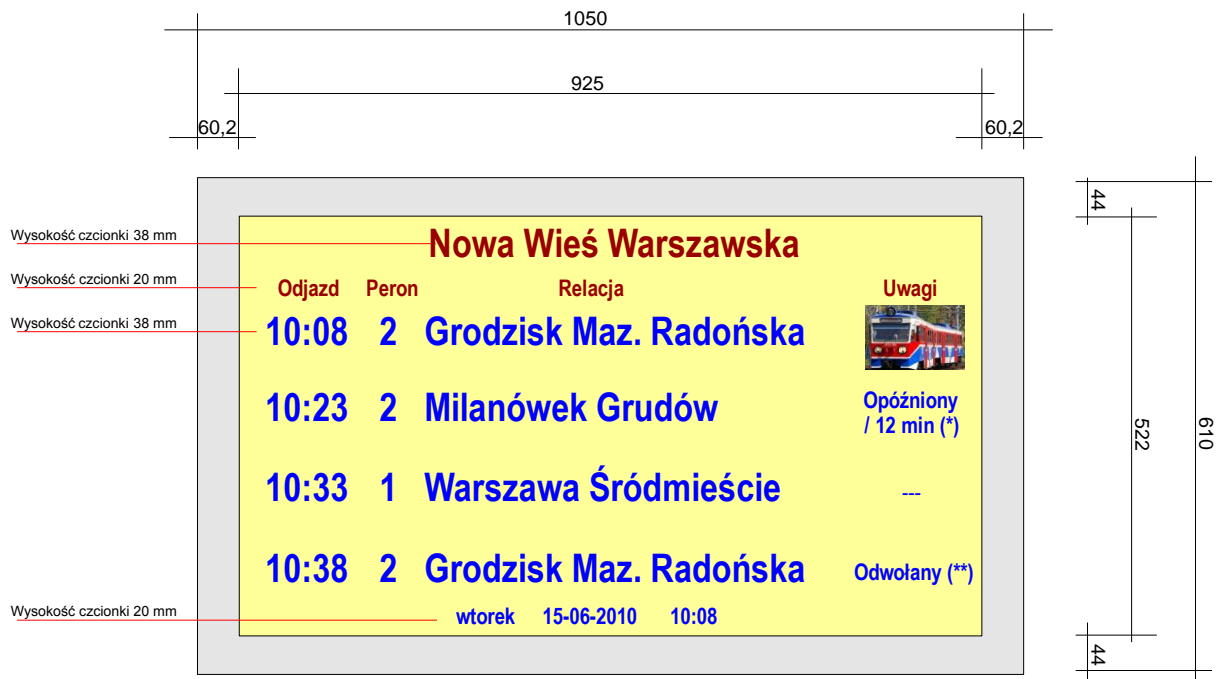 1050
925
60,2 60,2
44
Wysokość czcionki 38 mm
Nowa Wieś Warszawska
Wysokość czcionki 20 mm
Odjazd Peron Relacja Uwagi
Wysokość czcionki 38 mm
10:08 2 Grodzisk Maz. Radońska
10:23 2 Milanówek Grudów Opóźniony
/ 12 min (*)
522
610
10:33 1 Warszawa Śródmieście ---
10:38 2 Grodzisk Maz. Radońska Odwołany (**)
Wysokość czcionki 20 mm
wtorek 15-06-2010 10:08
44